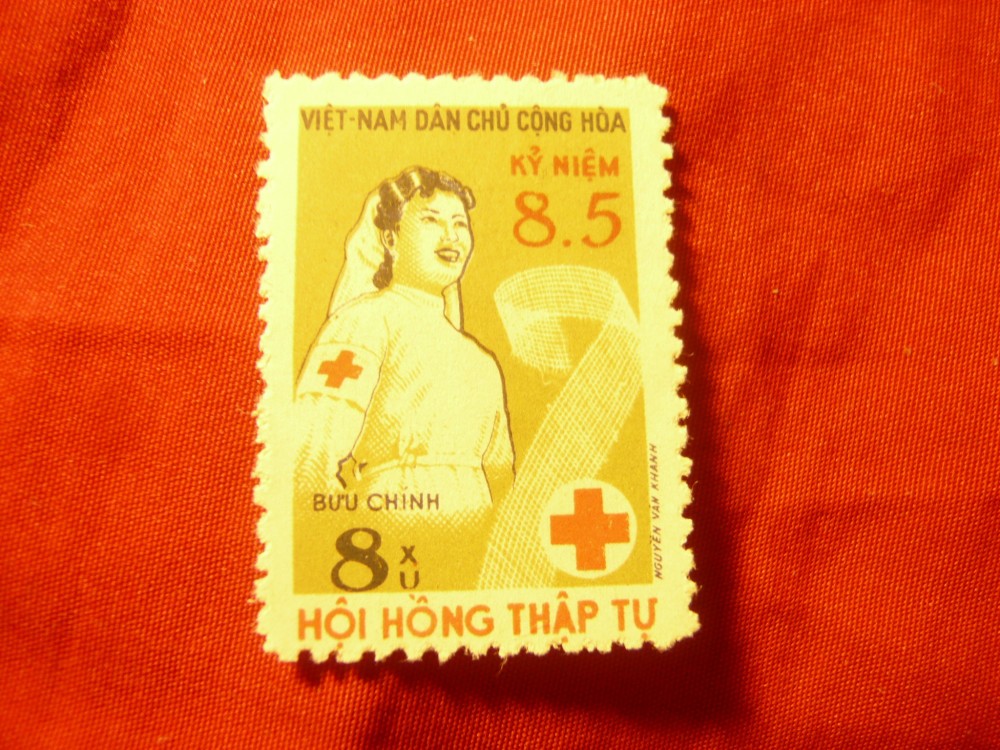 VIỆT-NAM DÂN CHỦ CỘNG HÒA
KỶ NIỆM
8.5
BƯU CHÍNH
8 XU
NGUYỄN VĂN KHANH
HỘI HỒNG THẬP TỰ